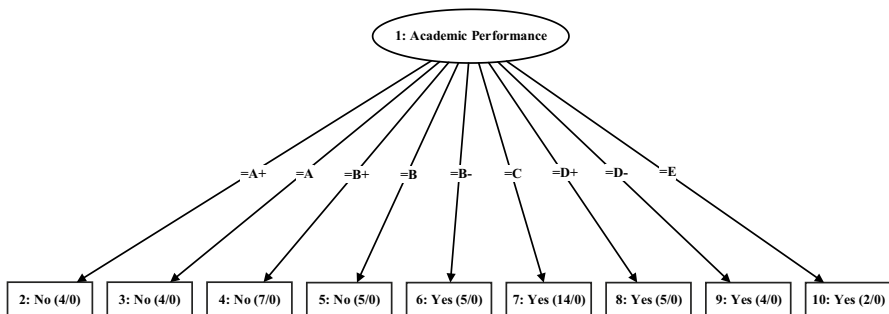 1: Academic Performance
=A+ =A =B+ =B =B- =C =D+ =D- =E
2: No (4/0) 3: No (4/0) 4: No (7/0) 5: No (5/0) 6: Yes (5/0) 7: Yes (14/0) 8: Yes (5/0) 9: Yes (4/0) 10: Yes (2/0)